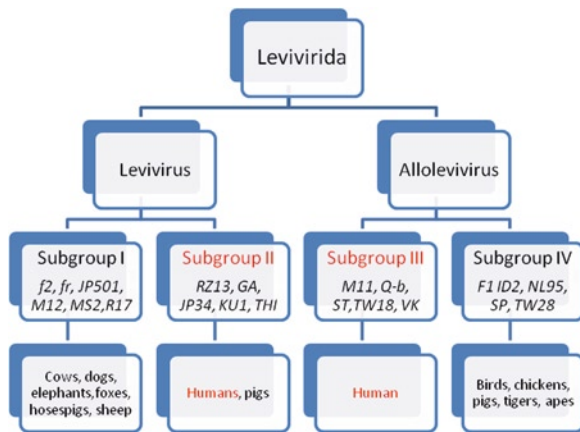 Levivirida
Levivirus
Allolevivirus
Subgroup I
f2, fr, JP501,
M12, MS2,R17
Subgroup II
RZ13, GA,
JP34, KU1, THI
Subgroup III
M11, Q-b,
ST,TW18, VK
Subgroup IV
F1 ID2, NL95,
SP, TW28
Cows, dogs,
elephants,foxes,
hosespigs, sheep
Humans, pigs
Human
Birds, chickens,
pigs, tigers, apes